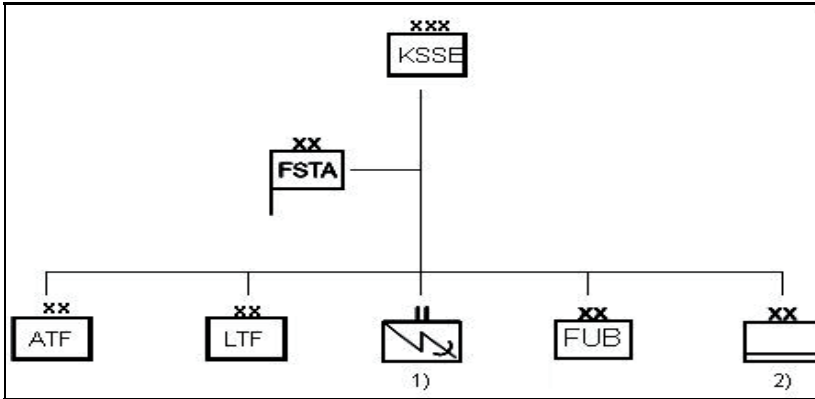 xxx
KSSE
xx
FSTA
xx xx II xx xx
ATF LTF FUB
1) 2)